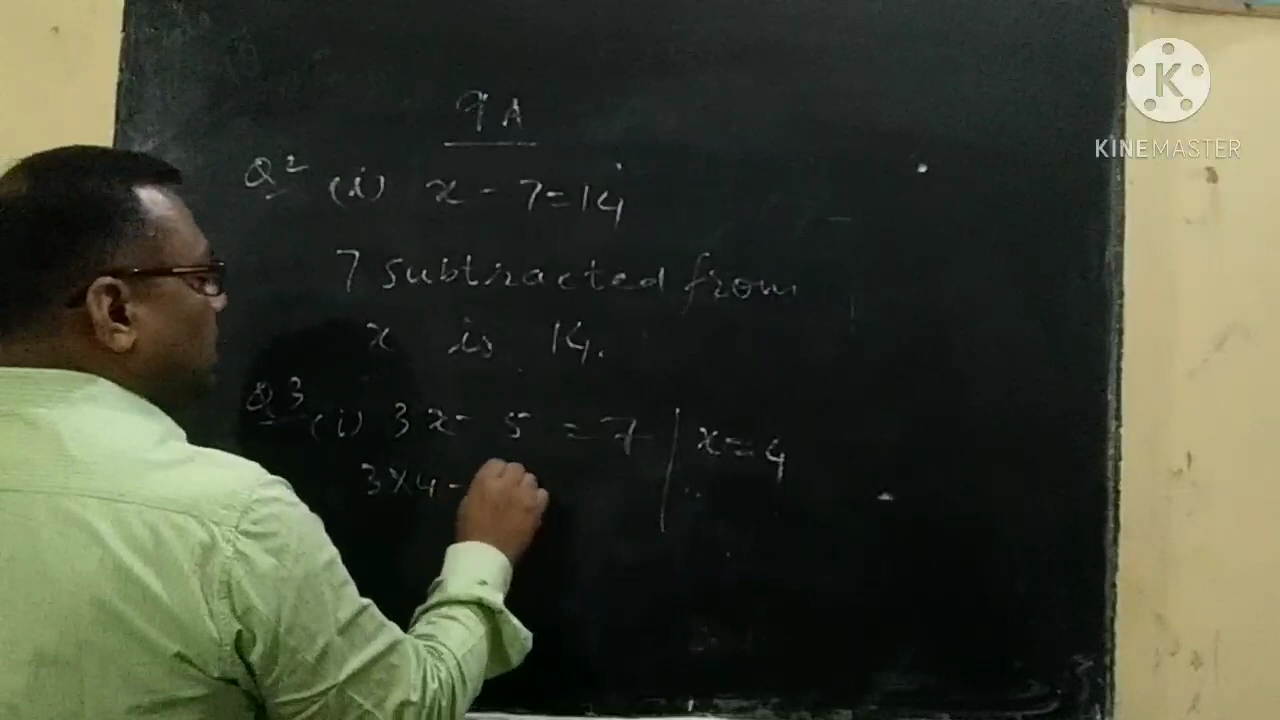 9A
Q2 (i) x - 7 = 14
7 subtracted from
x is 14.
Q3 (i) 3x - 5 = 7 | x = 4
3 x 4 -
K
KINEMASTER